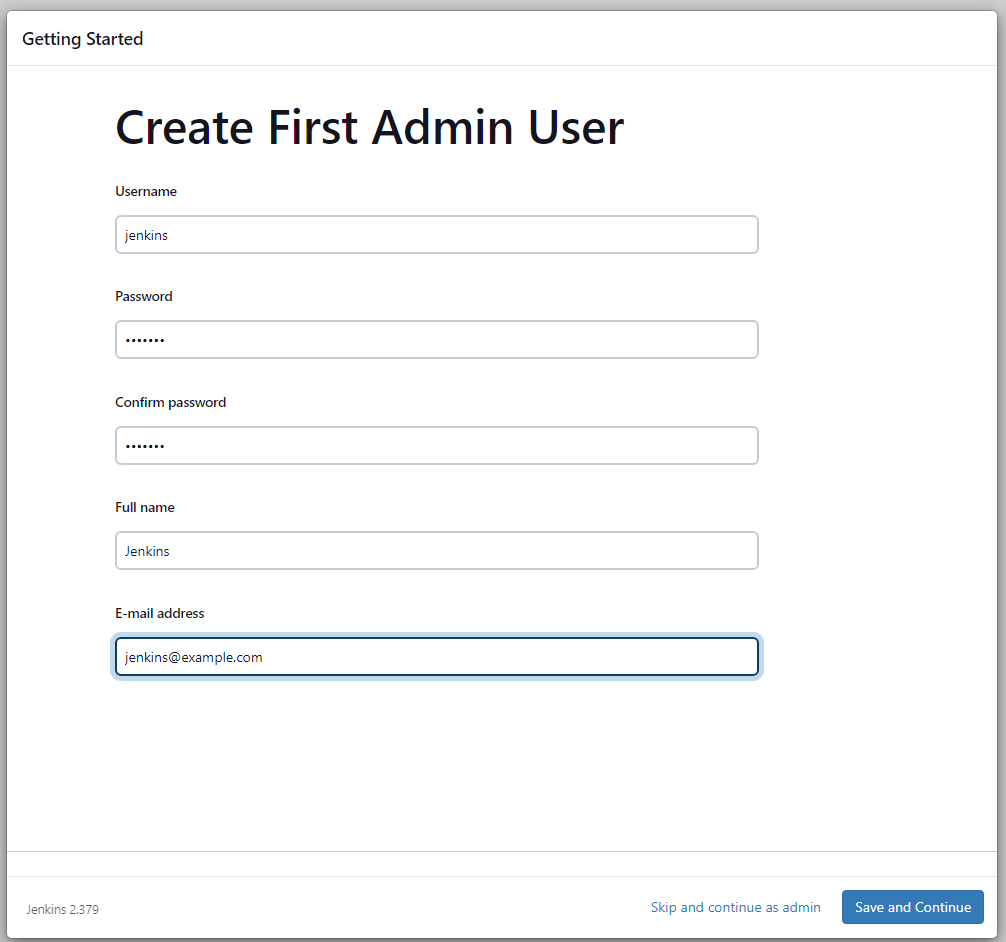 Getting Started
Create First Admin User
Username
jenkins
Password
•••••••
Confirm password
•••••••
Full name
Jenkins
E-mail address
jenkins@example.com
Jenkins 2.379
Skip and continue as admin
Save and Continue